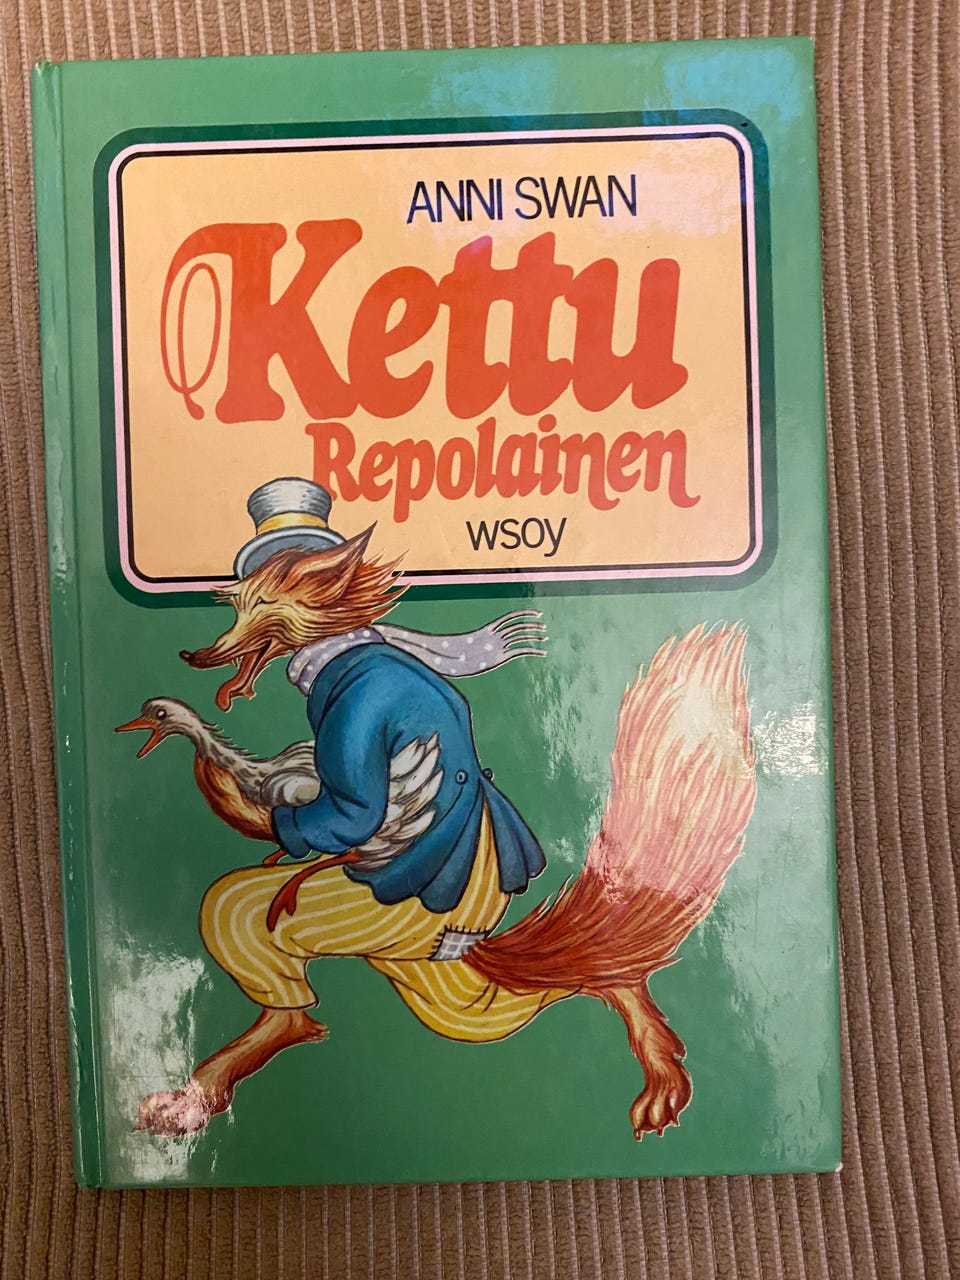 ANNI SWAN
Kettu
Repolainen
wsoy